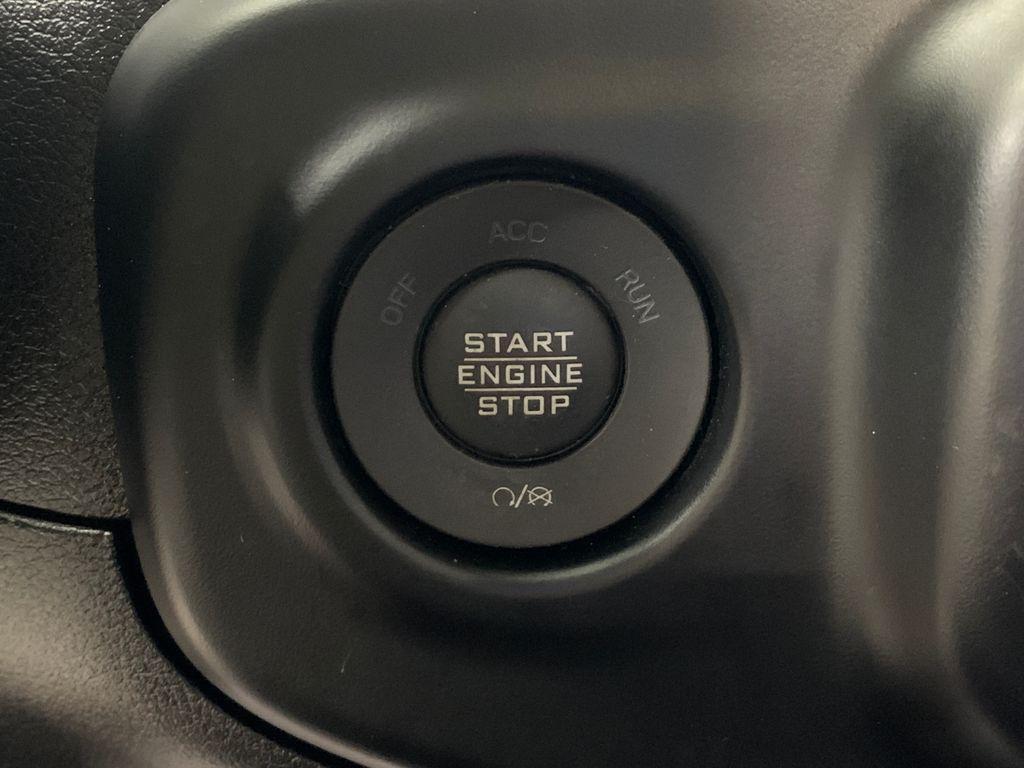 ACC
OFF
RUN
START
ENGINE
STOP